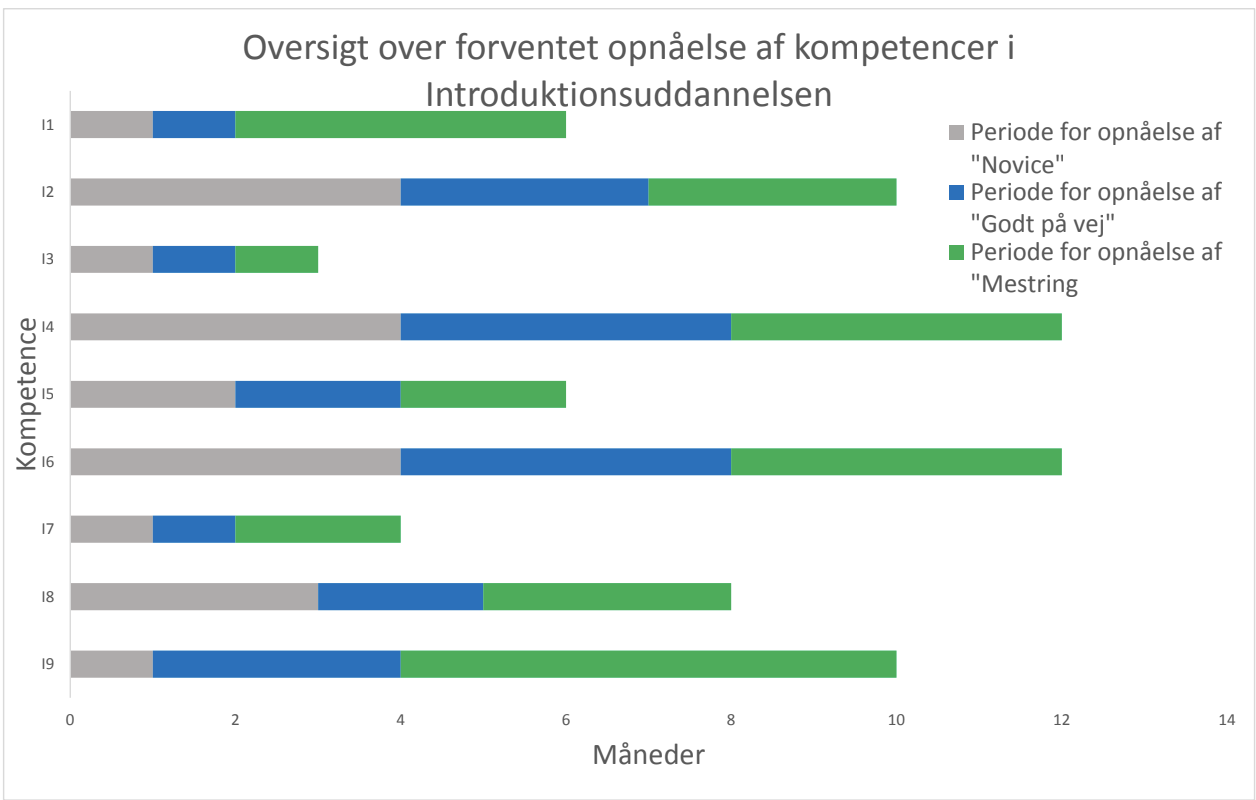 Oversigt over forventet opnåelse af kompetencer i
Introduktionsuddannelsen
I1
I2
I3
I4
I5
I6
I7
I8
I9
Kompetence
0 2 4 6 8 10 12 14
Måneder
Periode for opnåelse af
"Novice"
Periode for opnåelse af
"Godt på vej"
Periode for opnåelse af
"Mestring